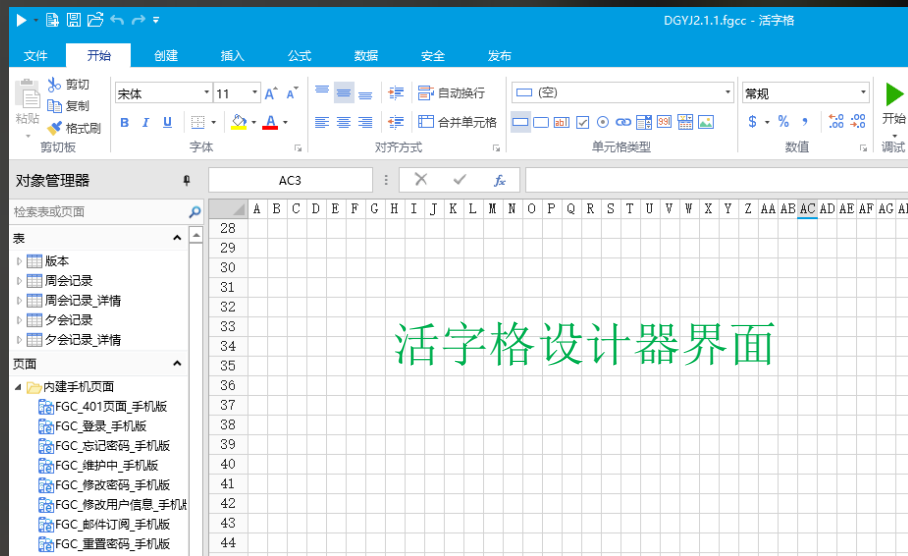 DGYJ2.1.1.fgcc - 活字格
文件 开始 创建 插入 公式 数据 安全 发布
粘贴
剪切
复制
格式刷
剪切板
宋体 11 A A
B I U A
字体
自动换行
合并单元格
对齐方式
(空)
ab
单元格类型
常规
$ % ,
数值
开始
调试
对象管理器
AC3
fx
检索表或页面
A B C D E F G H I J K L M N O P Q R S T U V W X Y Z AA AB AC AD AE AF AG
表
版本
周会记录
周会记录_详情
夕会记录
夕会记录_详情
页面
内建手机页面
FGC_401页面_手机版
FGC_登录_手机版
FGC_忘记密码_手机版
FGC_维护中_手机版
FGC_修改密码_手机版
FGC_修改用户信息_手机
FGC_邮件订阅_手机版
FGC_重置密码_手机版
28
29
30
31
32
33
34
35
36
37
38
39
40
41
42
43
44
活字格设计器界面